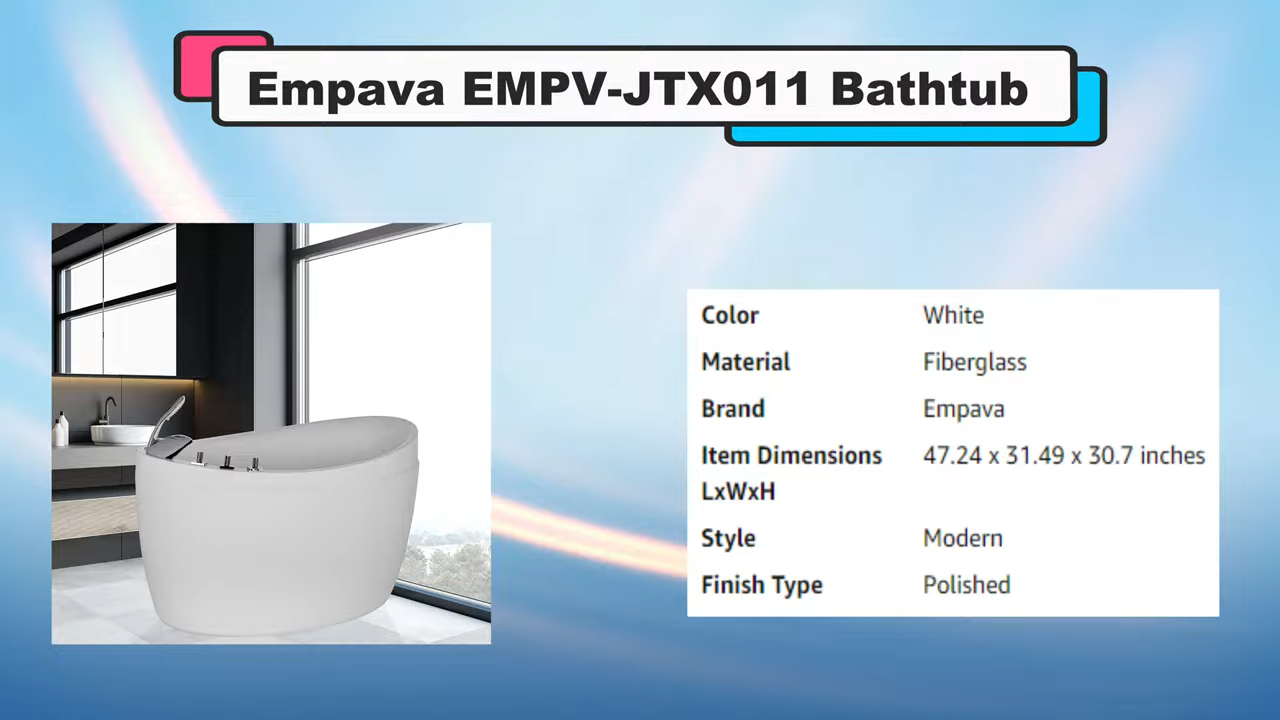 Empava EMPV-JTX011 Bathtub
Color White
Material Fiberglass
Brand Empava
Item Dimensions 47.24 x 31.49 x 30.7 inches
LxWxH
Style Modern
Finish Type Polished